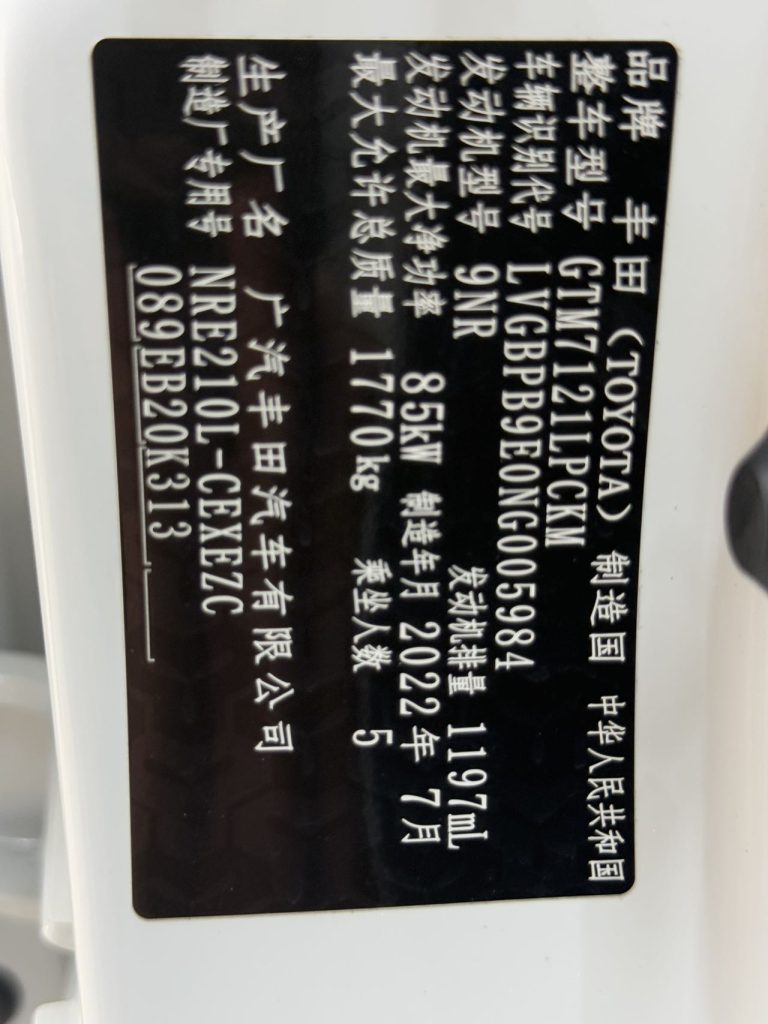 品牌 丰田（TOYOTA） 制造国 中华人民共和国
整车型号 GTM7121LPCKM
车辆识别代号 LVGBPB9E0NG005984
发动机型号 9NR 发动机排量 1197mL
发动机最大净功率 85kW 制造年月 2022年 7月
最大允许总质量 1770kg 乘坐人数 5
生产厂名 广汽丰田汽车有限公司
制造厂专用号 NRE210L-CEXEZC
089EB20K313